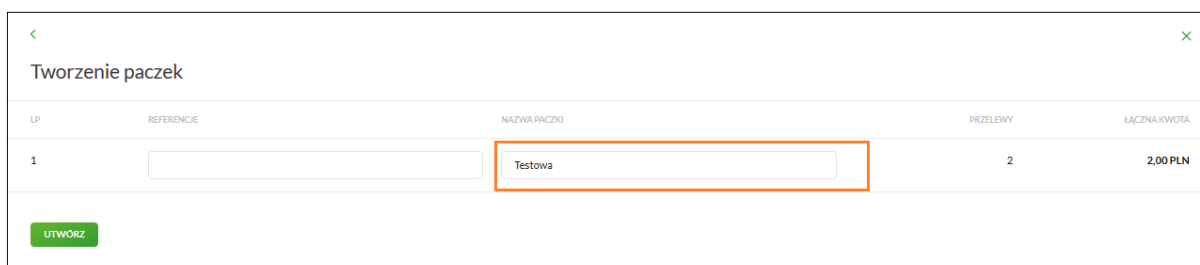 Tworzenie paczek
LP REFERENCJE NAZWA PACZKI PRZELEWY ŁĄCZNA KWOTA
1 Testowa 2 2,00 PLN
UTWÓRZ